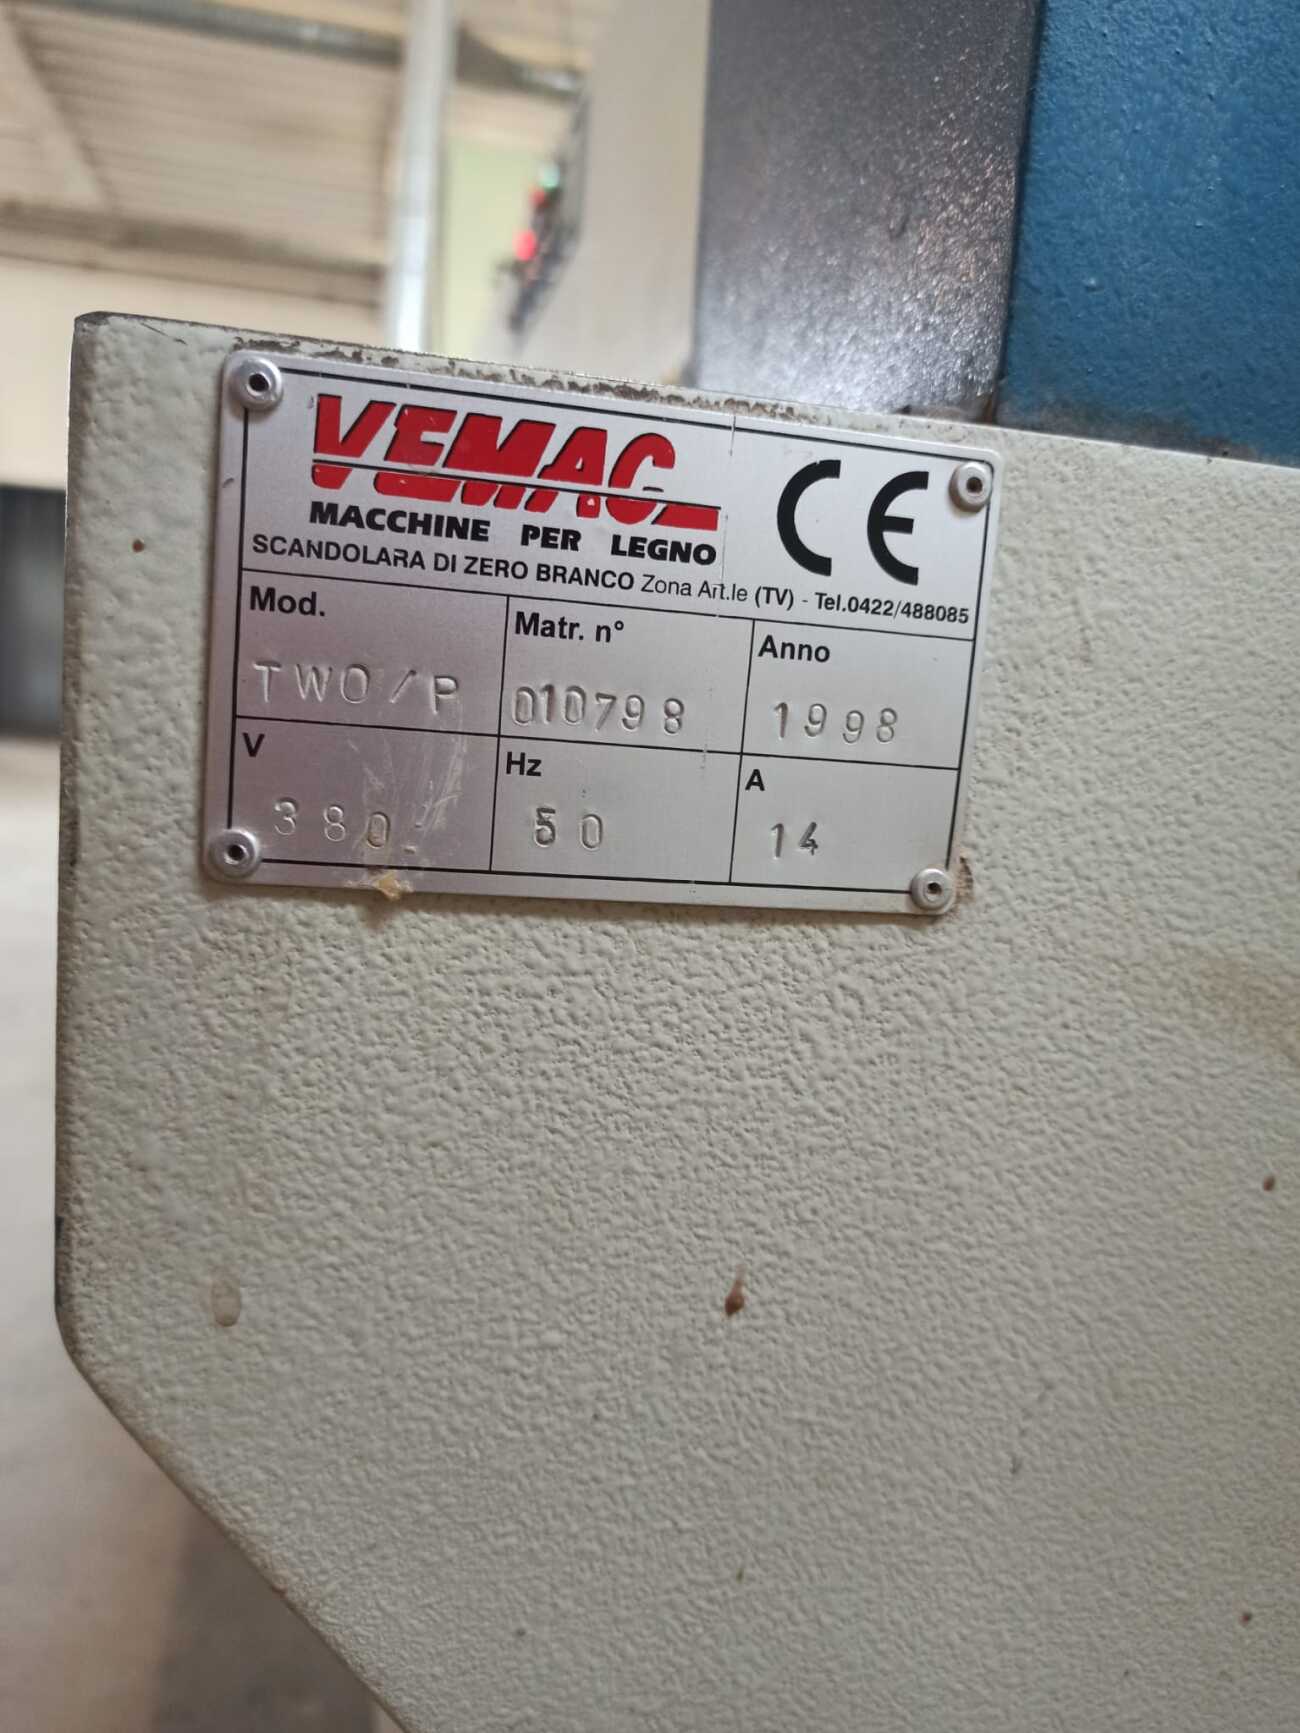 VEMAC
MACCHINE PER LEGNO
CE
SCANDOLARA DI ZERO BRANCO Zona Art.le (TV) - Tel.0422/488085
Mod. Matr. n° Anno
TWO/P 010798 1998
V Hz A
380 50 14